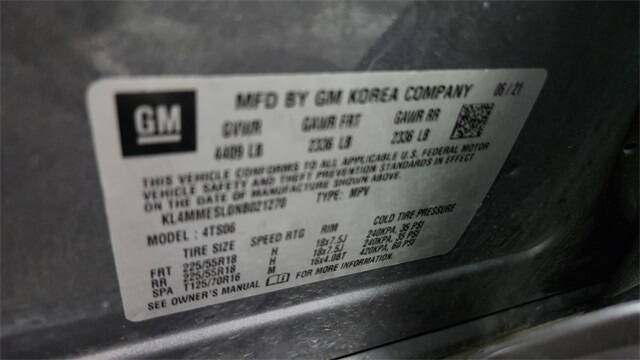 GM MFD BY GM KOREA COMPANY 06/21
GVWR GAWR FRT GAWR RR
4409 LB 2336 LB 2336 LB
THIS VEHICLE CONFORMS TO ALL APPLICABLE U.S. FEDERAL MOTOR
VEHICLE SAFETY AND THEFT PREVENTION STANDARDS IN EFFECT
ON THE DATE OF MANUFACTURE SHOWN ABOVE.
KL4MMESL0NB021270 TYPE: MPV
MODEL: 4TS06
TIRE SIZE SPEED RTG RIM COLD TIRE PRESSURE
FRT 225/55R18 H 18x7.5J 240KPA, 35 PSI
RR 225/55R18 H 18x7.5J 240KPA, 35 PSI
SPA T125/70R16 M 16x4.0BT 420KPA, 60 PSI
SEE OWNER'S MANUAL FOR MORE INFORMATION.